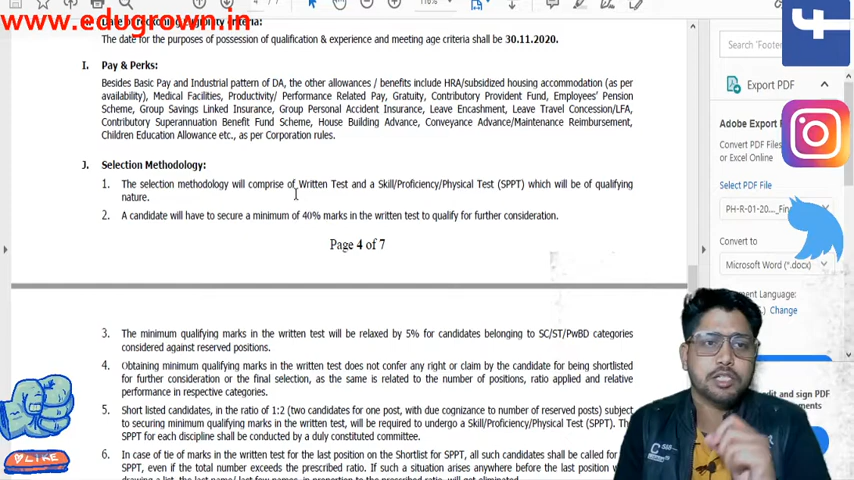 www.edugrown.in
The date for the purposes of possession of qualification & experience and meeting age criteria shall be 30.11.2020.
I. Pay & Perks:
Besides Basic Pay and Industrial pattern of DA, the other allowances / benefits include HRA/subsidized housing accommodation (as per
availability), Medical Facilities, Productivity/ Performance Related Pay, Gratuity, Contributory Provident Fund, Employees' Pension
Scheme, Group Savings Linked Insurance, Group Personal Accident Insurance, Leave Encashment, Leave Travel Concession/LFA,
Contributory Superannuation Benefit Fund Scheme, House Building Advance, Conveyance Advance/Maintenance Reimbursement,
Children Education Allowance etc., as per Corporation rules.
J. Selection Methodology:
1. The selection methodology will comprise of Written Test and a Skill/Proficiency/Physical Test (SPPT) which will be of qualifying
nature.
2. A candidate will have to secure a minimum of 40% marks in the written test to qualify for further consideration.
Page 4 of 7
3. The minimum qualifying marks in the written test will be relaxed by 5% for candidates belonging to SC/ST/PwBD categories
considered against reserved positions.
4. Obtaining minimum qualifying marks in the written test does not confer any right or claim by the candidate for being shortlisted
for further consideration or the final selection, as the same is related to the number of positions, ratio applied and relative
performance in respective categories.
5. Short listed candidates, in the ratio of 1:2 (two candidates for one post, with due cognizance to number of reserved posts) subject
to securing minimum qualifying marks in the written test, will be required to undergo a Skill/Proficiency/Physical Test (SPPT). The
SPPT for each discipline shall be conducted by a duly constituted committee.
6. In case of tie of marks in the written test for the last position on the Shortlist for SPPT, all such candidates shall be called for
SPPT, even if the total number exceeds the prescribed ratio. If such a situation arises anywhere before the last position
Search 'Footer
Export PDF
Adobe Export
Convert PDF
or Excel Online
Select PDF File
PH-R-01-20..._Fin
Convert to
Microsoft Word (*.docx)
Language:
Change
edit and sign PDF
LIKE